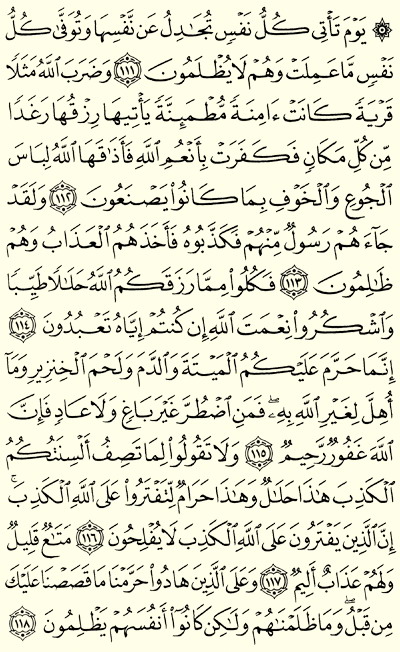 ۞ يَوۡمَ تَأۡتِي كُلُّ نَفۡسٖ تُجَٰدِلُ عَن نَّفۡسِهَا وَتُوَفَّىٰ كُلُّ
نَفۡسٖ مَّا عَمِلَتۡ وَهُمۡ لَا يُظۡلَمُونَ ١١١ وَضَرَبَ ٱللَّهُ مَثَلٗا
قَرۡيَةٗ كَانَتۡ ءَامِنَةٗ مُّطۡمَئِنَّةٗ يَأۡتِيهَا رِزۡقُهَا رَغَدٗا
مِّن كُلِّ مَكَانٖ فَكَفَرَتۡ بِأَنۡعُمِ ٱللَّهِ فَأَذَٰقَهَا ٱللَّهُ لِبَاسَ
ٱلۡجُوعِ وَٱلۡخَوۡفِ بِمَا كَانُواْ يَصۡنَعُونَ ١١٢ وَلَقَدۡ
جَآءَهُمۡ رَسُولٞ مِّنۡهُمۡ فَكَذَّبُوهُ فَأَخَذَهُمُ ٱلۡعَذَابُ وَهُمۡ
ظَٰلِمُونَ ١١٣ فَكُلُواْ مِمَّا رَزَقَكُمُ ٱللَّهُ حَلَٰلٗا طَيِّبٗا
وَٱشۡكُرُواْ نِعۡمَتَ ٱللَّهِ إِن كُنتُمۡ إِيَّاهُ تَعۡبُدُونَ ١١٤
إِنَّمَا حَرَّمَ عَلَيۡكُمُ ٱلۡمَيۡتَةَ وَٱلدَّمَ وَلَحۡمَ ٱلۡخِنزِيرِ وَمَآ
أُهِلَّ لِغَيۡرِ ٱللَّهِ بِهِۦۖ فَمَنِ ٱضۡطُرَّ غَيۡرَ بَاغٖ وَلَا عَادٖ فَإِنَّ
ٱللَّهَ غَفُورٞ رَّحِيمٞ ١١٥ وَلَا تَقُولُواْ لِمَا تَصِفُ أَلۡسِنَتُكُمُ
ٱلۡكَذِبَ هَٰذَا حَلَٰلٞ وَهَٰذَا حَرَامٞ لِّتَفۡتَرُواْ عَلَى ٱللَّهِ ٱلۡكَذِبَۚ
إِنَّ ٱلَّذِينَ يَفۡتَرُونَ عَلَى ٱللَّهِ ٱلۡكَذِبَ لَا يُفۡلِحُونَ ١١٦ مَتَٰعٞ قَلِيلٞ
وَلَهُمۡ عَذَابٌ أَلِيمٞ ١١٧ وَعَلَى ٱلَّذِينَ هَادُواْ حَرَّمۡنَا مَا قَصَصۡنَا عَلَيۡكَ
مِن قَبۡلُۖ وَمَا ظَلَمۡنَٰهُمۡ وَلَٰكِن كَانُوٓاْ أَنفُسَهُمۡ يَظۡلِمُونَ ١١٨